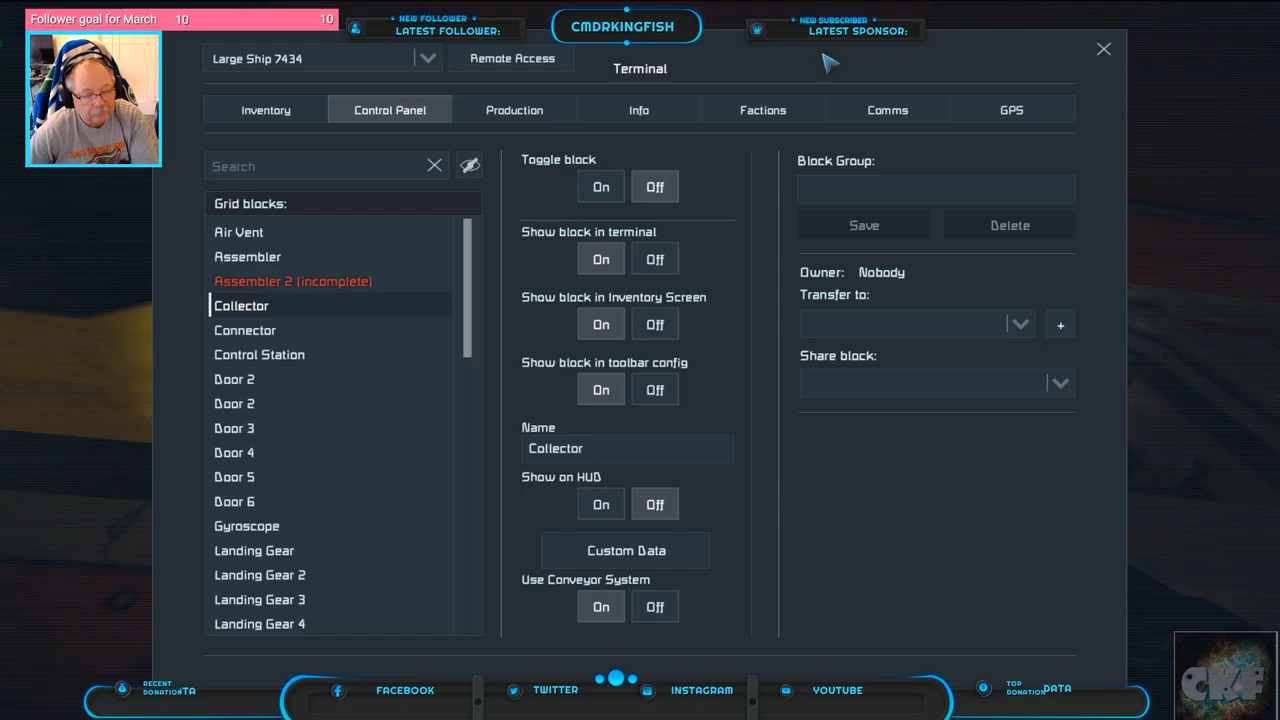 Follower goal for March 10 10
NEW FOLLOWER
LATEST FOLLOWER:
CMDRKINGFISH
NEW SUBSCRIBER
LATEST SPONSOR:
Large Ship 7434
Remote Access
Terminal
Inventory
Control Panel
Production
Info
Factions
Comms
GPS
Search
Grid blocks:
Air Vent
Assembler
Assembler 2 (incomplete)
Collector
Connector
Control Station
Door 2
Door 2
Door 3
Door 4
Door 5
Door 6
Gyroscope
Landing Gear
Landing Gear 2
Landing Gear 3
Landing Gear 4
Toggle block
On Off
Show block in terminal
On Off
Show block in Inventory Screen
On Off
Show block in toolbar config
On Off
Name
Collector
Show on HUD
On Off
Custom Data
Use Conveyor System
On Off
Block Group:
Save Delete
Owner: Nobody
Transfer to:
+
Share block:
RECENT
DONATION
TA
FACEBOOK
TWITTER
INSTAGRAM
YOUTUBE
TOP
DONATION
DATA
CKF